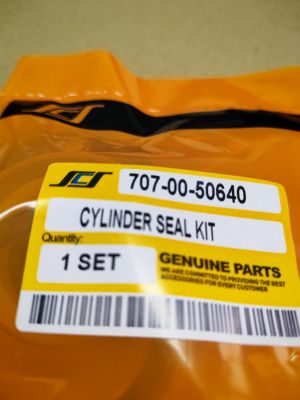 SCS
SCS 707-00-50640
CYLINDER SEAL KIT
Quantity:
1 SET
GENUINE PARTS
WE ARE COMMITTED TO PROVIDING THE BEST
ACCESSORIES FOR EVERY CUSTOMER